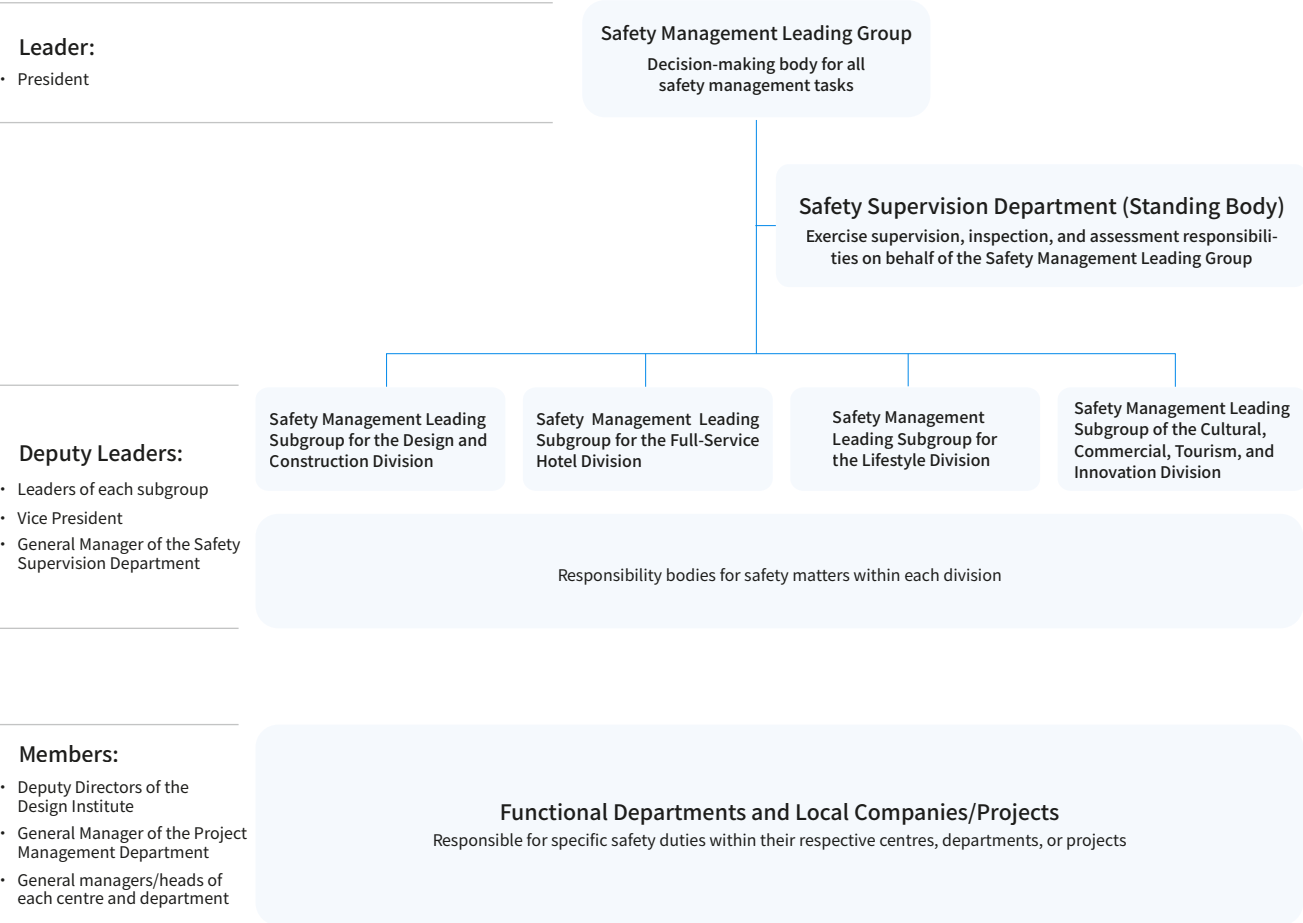 Leader:
• President
Safety Management Leading Group
Decision-making body for all
safety management tasks
Safety Supervision Department (Standing Body)
Exercise supervision, inspection, and assessment responsibili-
ties on behalf of the Safety Management Leading Group
Deputy Leaders:
• Leaders of each subgroup
• Vice President
• General Manager of the Safety
Supervision Department
Safety Management Leading
Subgroup for the Design and
Construction Division
Safety Management Leading
Subgroup for the Full-Service
Hotel Division
Safety Management
Leading Subgroup for
the Lifestyle Division
Safety Management Leading
Subgroup of the Cultural,
Commercial, Tourism, and
Innovation Division
Responsibility bodies for safety matters within each division
Members:
• Deputy Directors of the
Design Institute
• General Manager of the Project
Management Department
• General managers/heads of
each centre and department
Functional Departments and Local Companies/Projects
Responsible for specific safety duties within their respective centres, departments, or projects